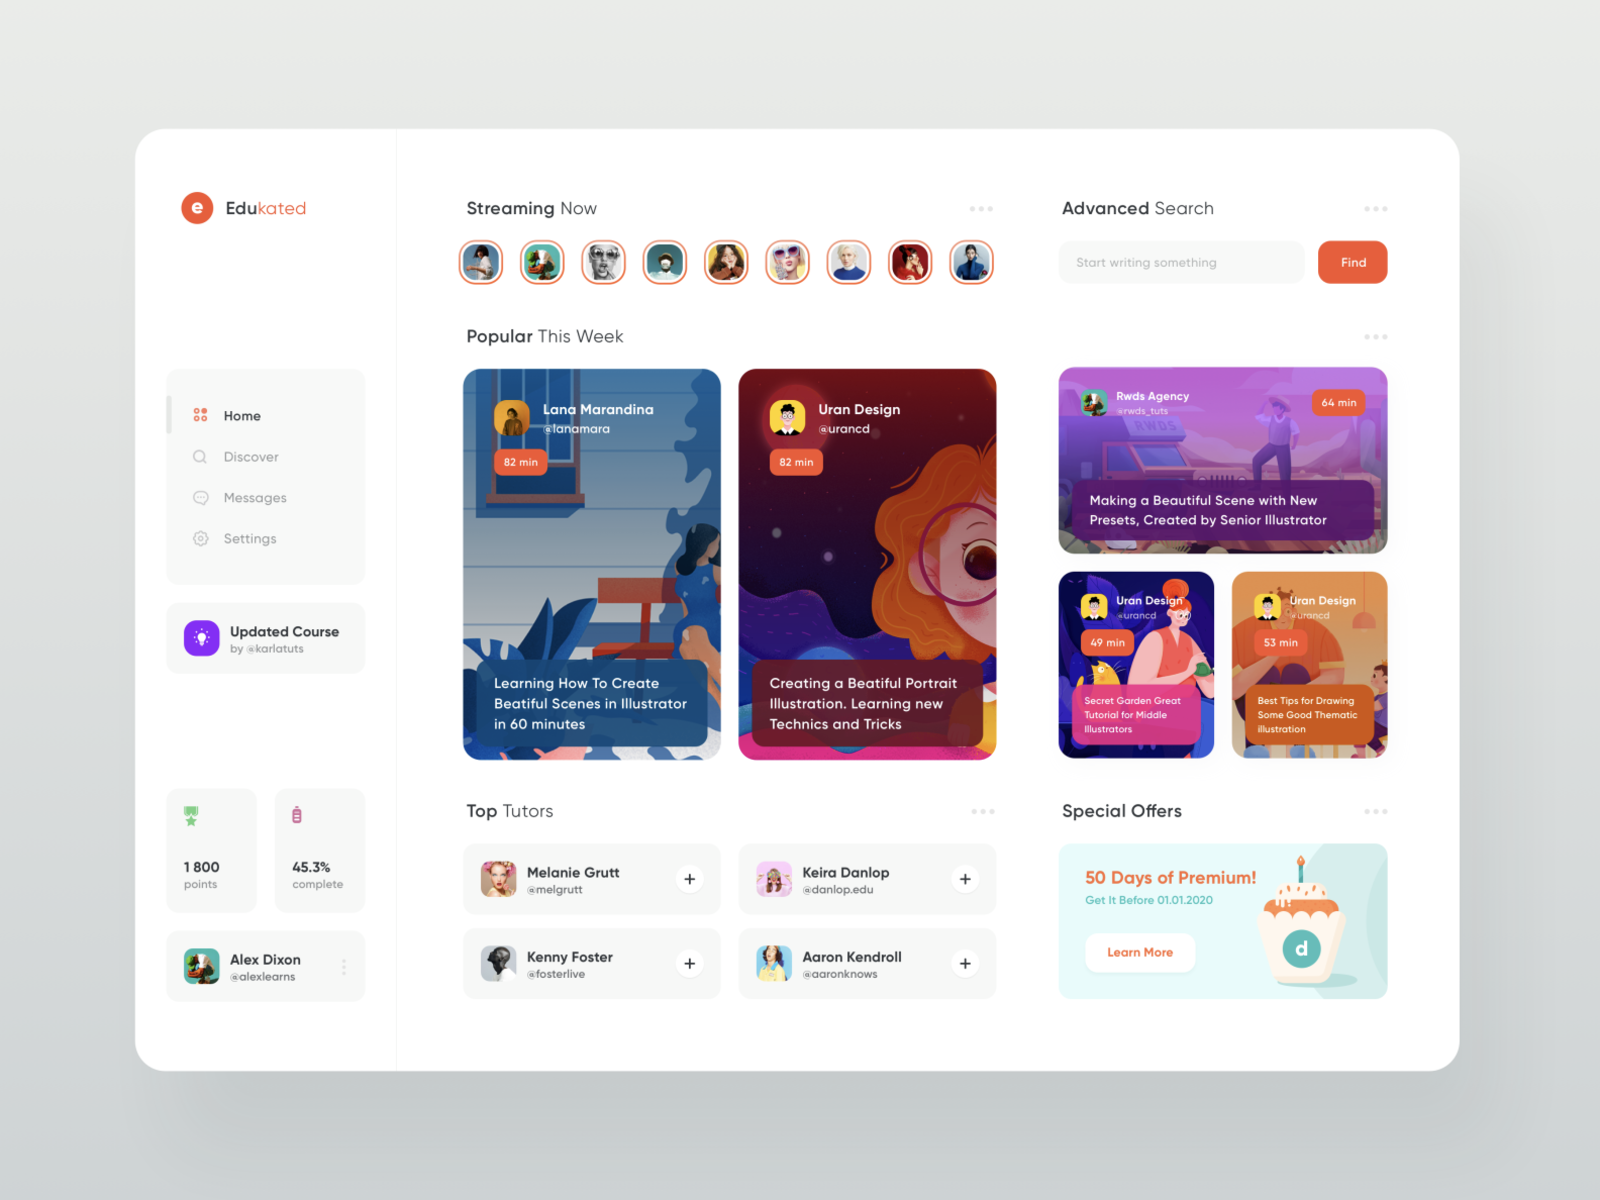 e Edukated
Home
Discover
Messages
Settings
Updated Course
by @karlatuts
1 800
points
45.3%
complete
Alex Dixon
@alexlearns
Streaming Now
Popular This Week
Lana Marandina
@lanamara
82 min
Learning How To Create
Beatiful Scenes in Illustrator
in 60 minutes
Uran Design
@urancd
82 min
Creating a Beatiful Portrait
Illustration. Learning new
Technics and Tricks
Top Tutors
Melanie Grutt
@melgrutt
Keira Danlop
@danlop.edu
Kenny Foster
@fosterlive
Aaron Kendroll
@aaronknows
Advanced Search
Start writing something
Find
Rwds Agency
@rwds_tuts
64 min
RWDS
Making a Beautiful Scene with New
Presets, Created by Senior Illustrator
Uran Design
@urancd
49 min
Secret Garden Great
Tutorial for Middle
Illustrators
Uran Design
@urancd
53 min
Best Tips for Drawing
Some Good Thematic
Illustration
Special Offers
50 Days of Premium!
Get It Before 01.01.2020
Learn More
d